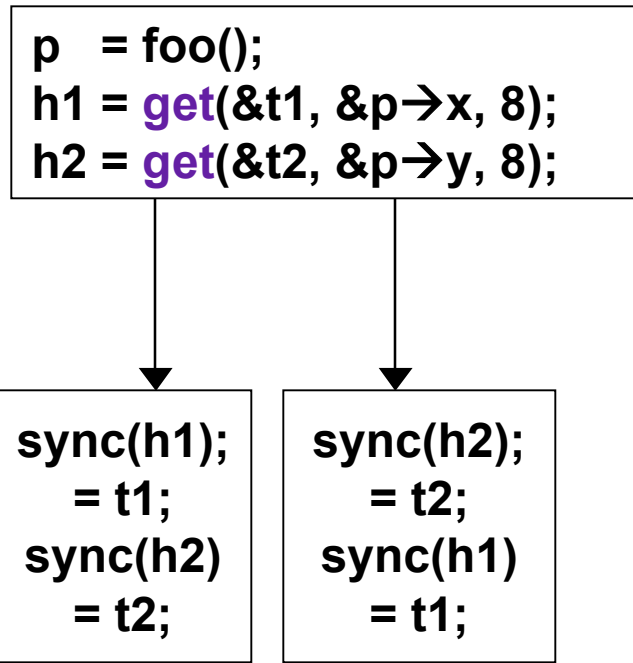 p = foo();
h1 = get(&t1, &p→x, 8);
h2 = get(&t2, &p→y, 8);
sync(h1);
= t1;
sync(h2)
= t2;
sync(h2);
= t2;
sync(h1)
= t1;